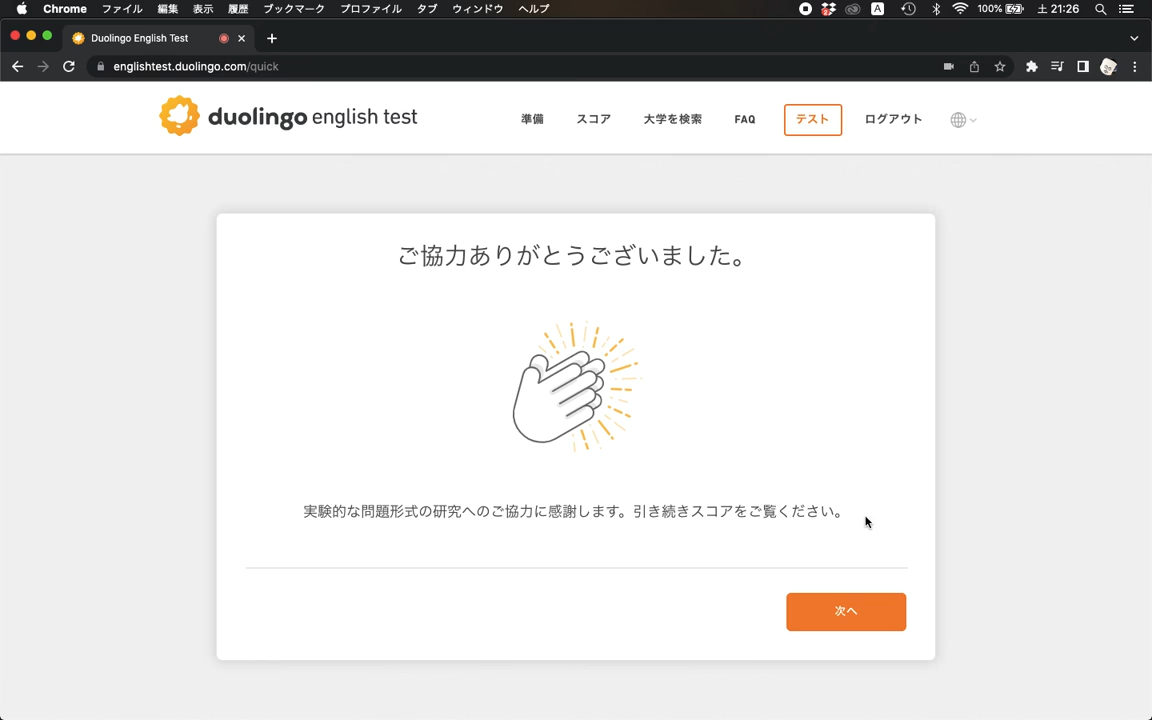 Chrome ファイル 編集 表示 履歴 ブックマーク プロファイル タブ ウィンドウ ヘルプ A 100% 土 21:26
Duolingo English Test
englishtest.duolingo.com/quick
duolingo english test 準備 スコア 大学を検索 FAQ テスト ログアウト
ご協力ありがとうございました。
実験的な問題形式の研究へのご協力に感謝します。引き続きスコアをご覧ください。
次へ